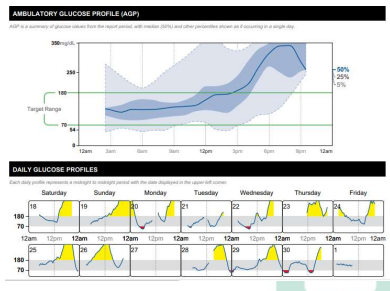 AMBULATORY GLUCOSE PROFILE (AGP)
AGP is a summary of glucose values from the report period, with median (50%) and other percentiles shown as if occurring in a single day.
350 mg/dL
250
180
Target Range
70
54
0
50%
25%
5%
12am 3am 6am 9am 12pm 3pm 6pm 9pm 12am
DAILY GLUCOSE PROFILES
Each daily profile represents a midnight to midnight period with the date displayed in the upper left corner.
Saturday Sunday Monday Tuesday Wednesday Thursday Friday
18 19 20 21 22 23 24
180
70
12am 12pm 12am 12pm 12am 12pm 12am 12pm 12am 12pm 12am 12pm 12am 12pm 12am
25 26 27 28 29 30 1
180
70